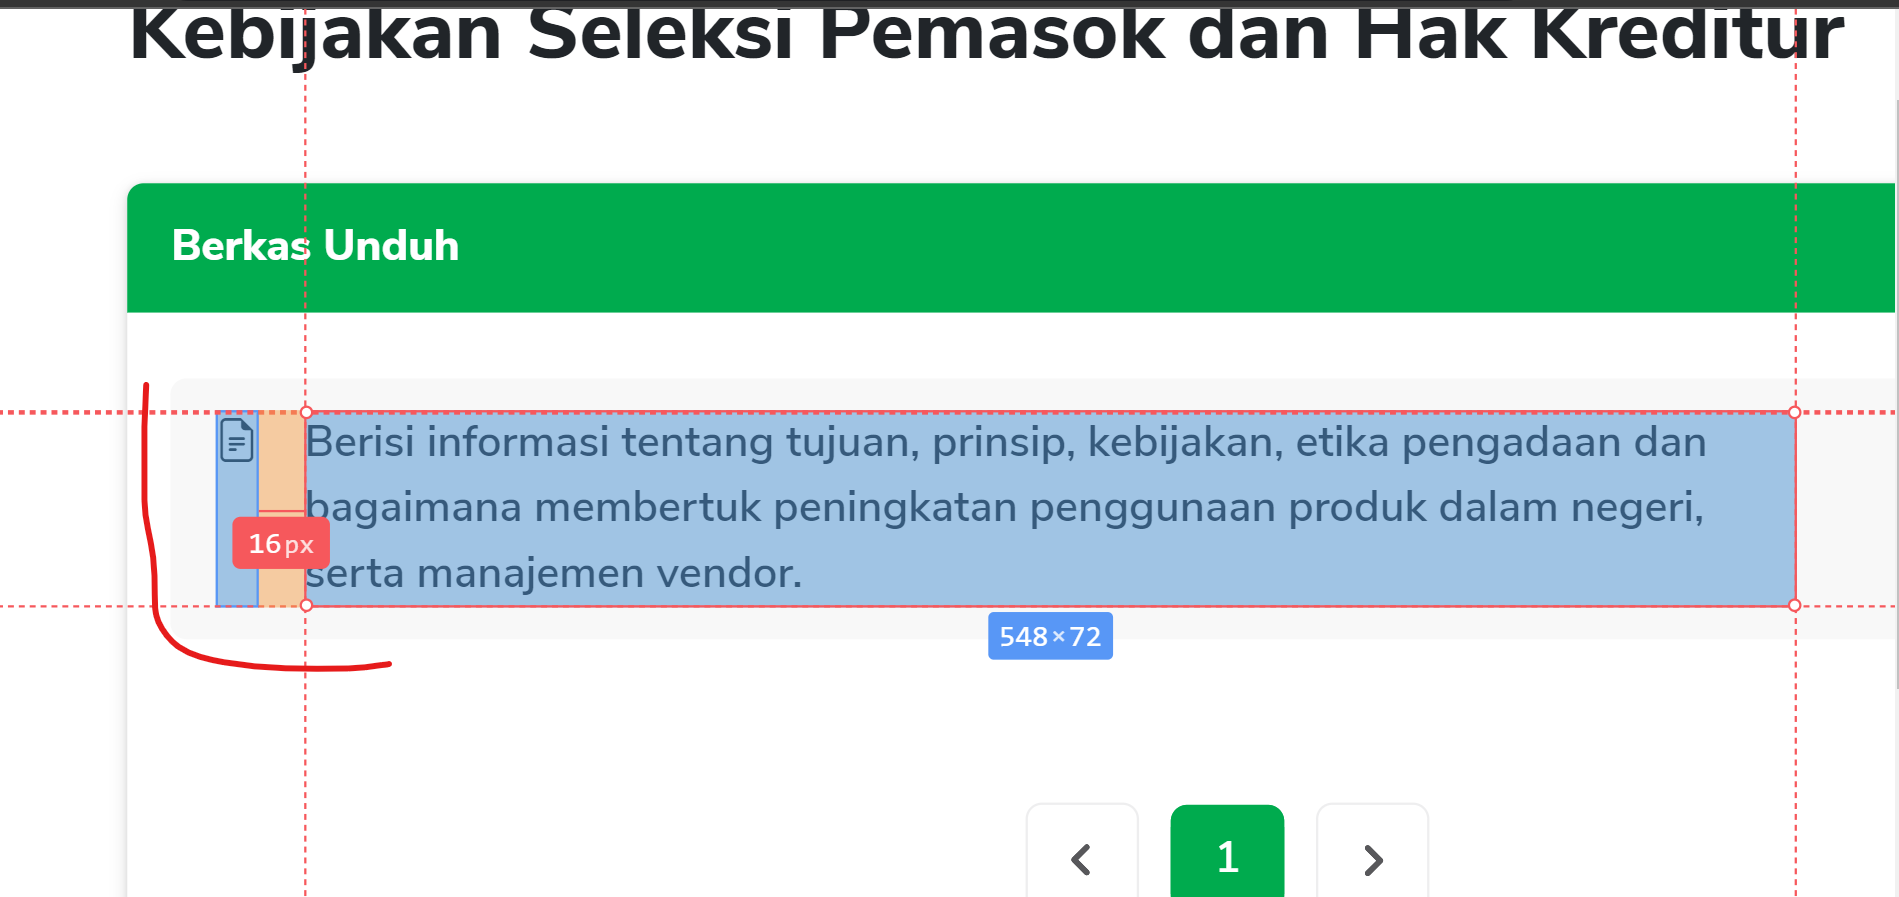 Kebijakan Seleksi Pemasok dan Hak Kreditur
Berkas Unduh
Berisi informasi tentang tujuan, prinsip, kebijakan, etika pengadaan dan
bagaimana membertuk peningkatan penggunaan produk dalam negeri,
serta manajemen vendor.
16px
548×72
1